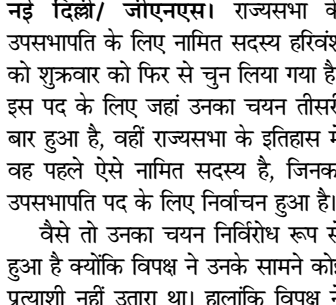 नई दिल्ली/ जीएनएस। राज्यसभा के
उपसभापति के लिए नामित सदस्य हरिवंश
को शुक्रवार को फिर से चुन लिया गया है
इस पद के लिए जहां उनका चयन तीसरी
बार हुआ है, वहीं राज्यसभा के इतिहास में
वह पहले ऐसे नामित सदस्य है, जिनका
उपसभापति पद के लिए निर्वाचन हुआ है।
वैसे तो उनका चयन निर्विरोध रूप से
हुआ है क्योंकि विपक्ष ने उनके सामने कोई
प्रत्याशी नहीं उतारा था। हालांकि विपक्ष ने